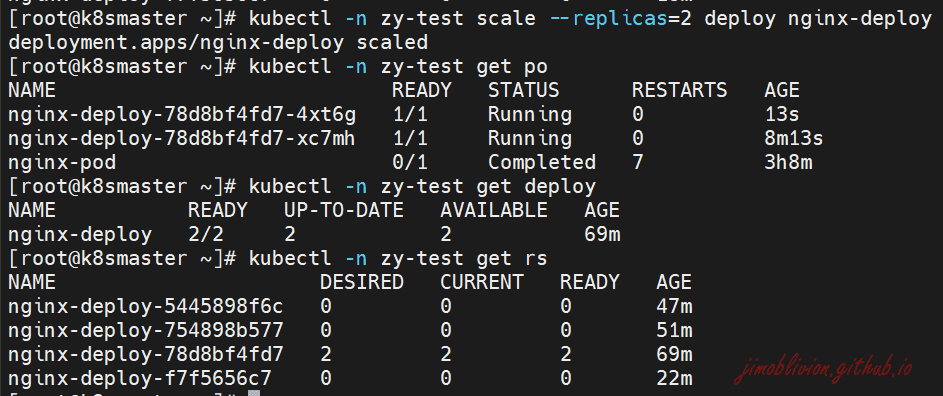 [root@k8smaster ~]# kubectl -n zy-test scale --replicas=2 deploy nginx-deploy
deployment.apps/nginx-deploy scaled
[root@k8smaster ~]# kubectl -n zy-test get po
NAME READY STATUS RESTARTS AGE
nginx-deploy-78d8bf4fd7-4xt6g 1/1 Running 0 13s
nginx-deploy-78d8bf4fd7-xc7mh 1/1 Running 0 8m13s
nginx-pod 0/1 Completed 7 3h8m
[root@k8smaster ~]# kubectl -n zy-test get deploy
NAME READY UP-TO-DATE AVAILABLE AGE
nginx-deploy 2/2 2 2 69m
[root@k8smaster ~]# kubectl -n zy-test get rs
NAME DESIRED CURRENT READY AGE
nginx-deploy-5445898f6c 0 0 0 47m
nginx-deploy-754898b577 0 0 0 51m
nginx-deploy-78d8bf4fd7 2 2 2 69m
nginx-deploy-f7f5656c7 0 0 0 22m
jimoblivion.github.io